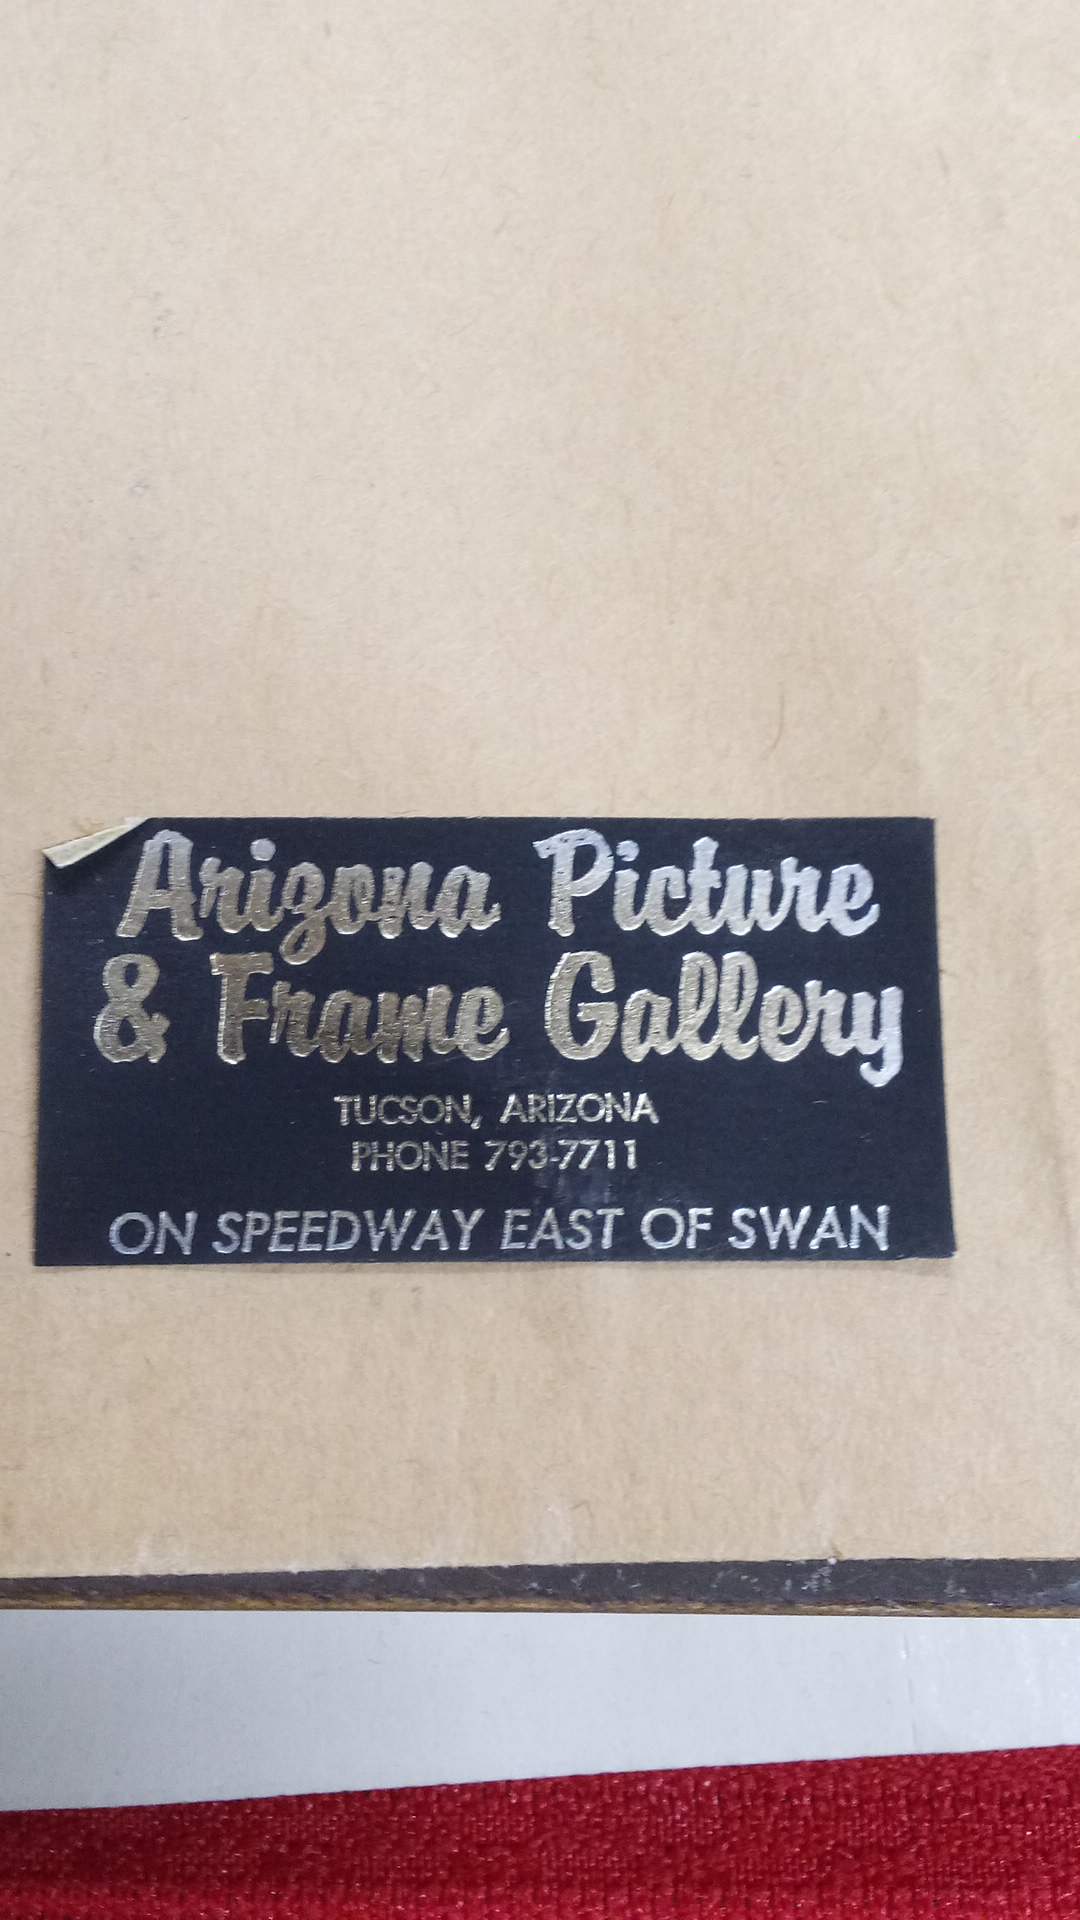 Arizona Picture
& Frame Gallery
TUCSON, ARIZONA
PHONE 793-7711
ON SPEEDWAY EAST OF SWAN